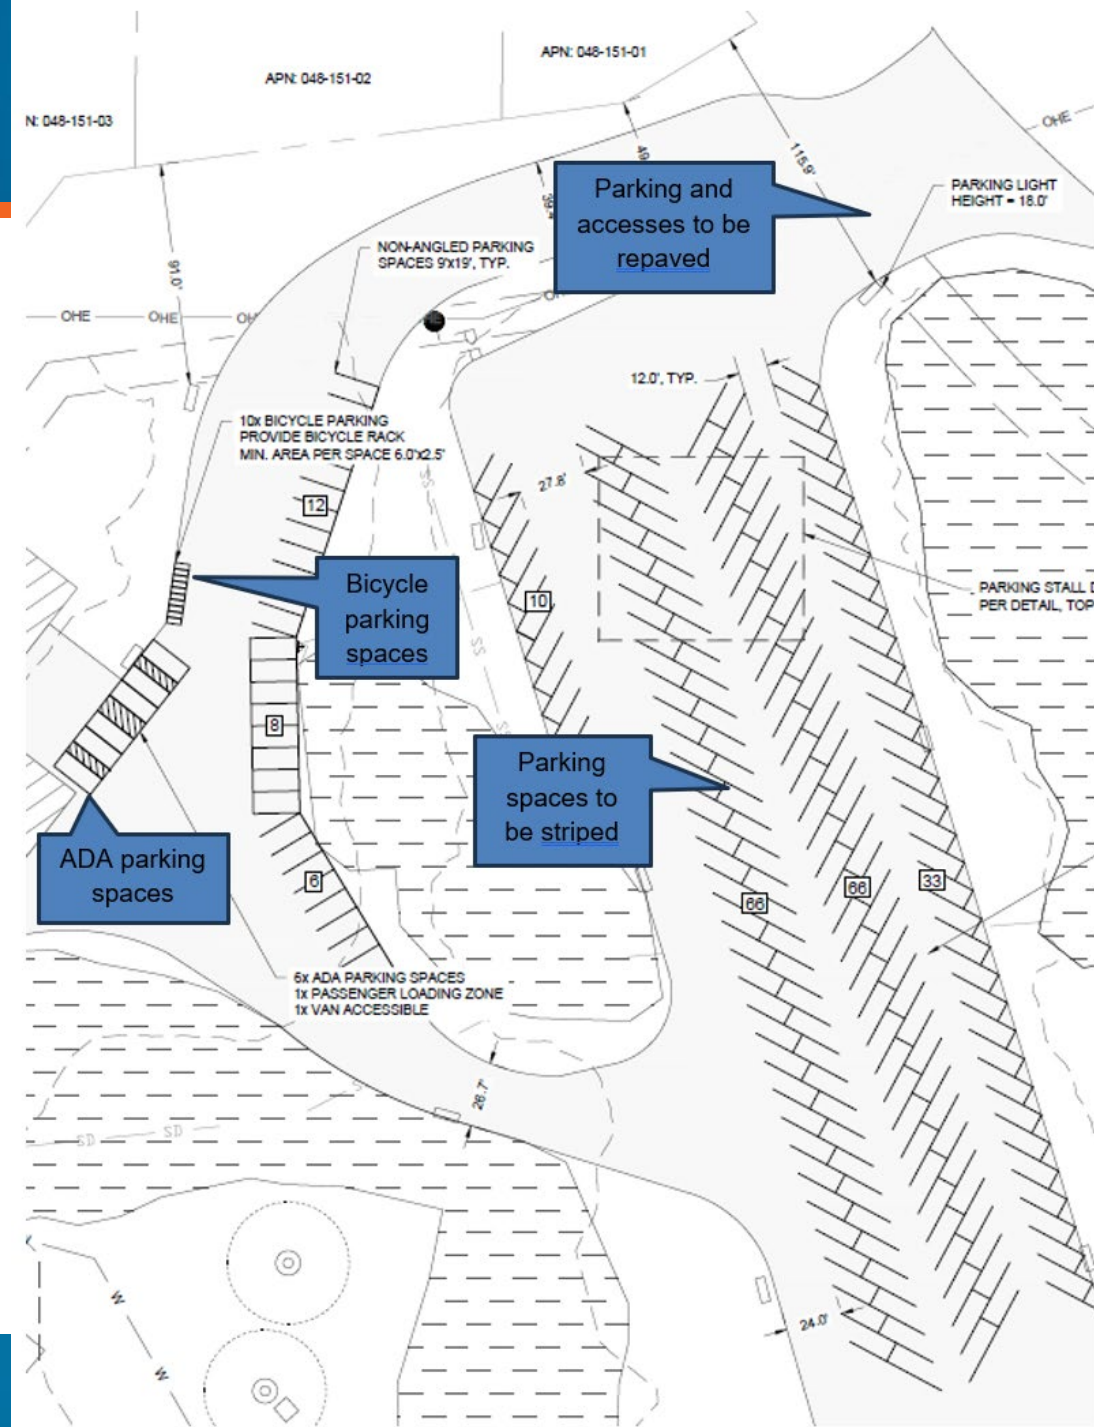 APN: 048-151-01
APN: 048-151-02
N: 048-151-03
OHE
115.9'
49
39.4
Parking and
accesses to be
repaved
PARKING LIGHT
HEIGHT = 18.0'
NON-ANGLED PARKING
SPACES 9'x19', TYP.
91.0'
OHE
OHE
OH
12.0', TYP.
10x BICYCLE PARKING
PROVIDE BICYCLE RACK
MIN. AREA PER SPACE 6.0'x2.5'
27.8'
SS
12
Bicycle
parking
spaces
10
PARKING STALL D
PER DETAIL, TOP
SS
8
Parking
spaces to
be striped
ADA parking
spaces
6
66
66
33
6x ADA PARKING SPACES
1x PASSENGER LOADING ZONE
1x VAN ACCESSIBLE
26.7'
SD
SD
W
W
24.0'